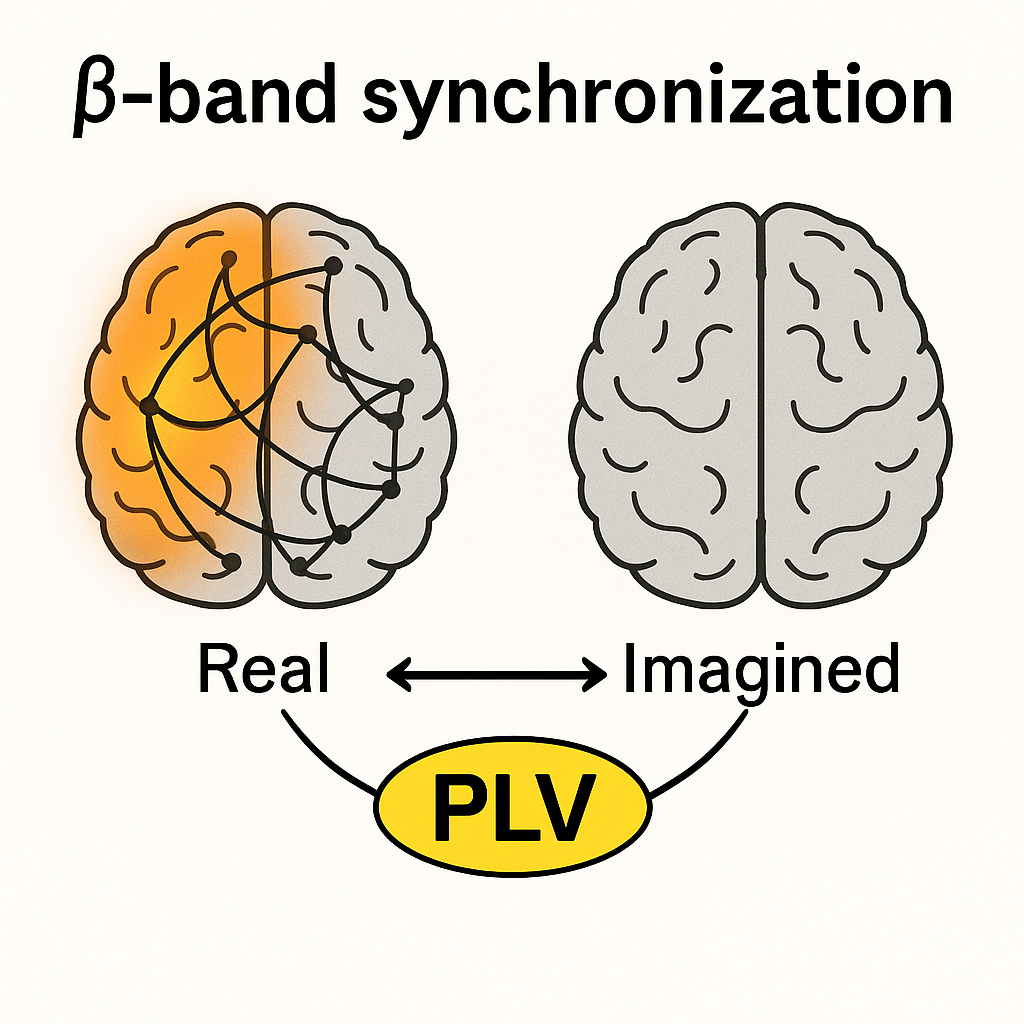 β-band synchronization
Real
Imagined
PLV